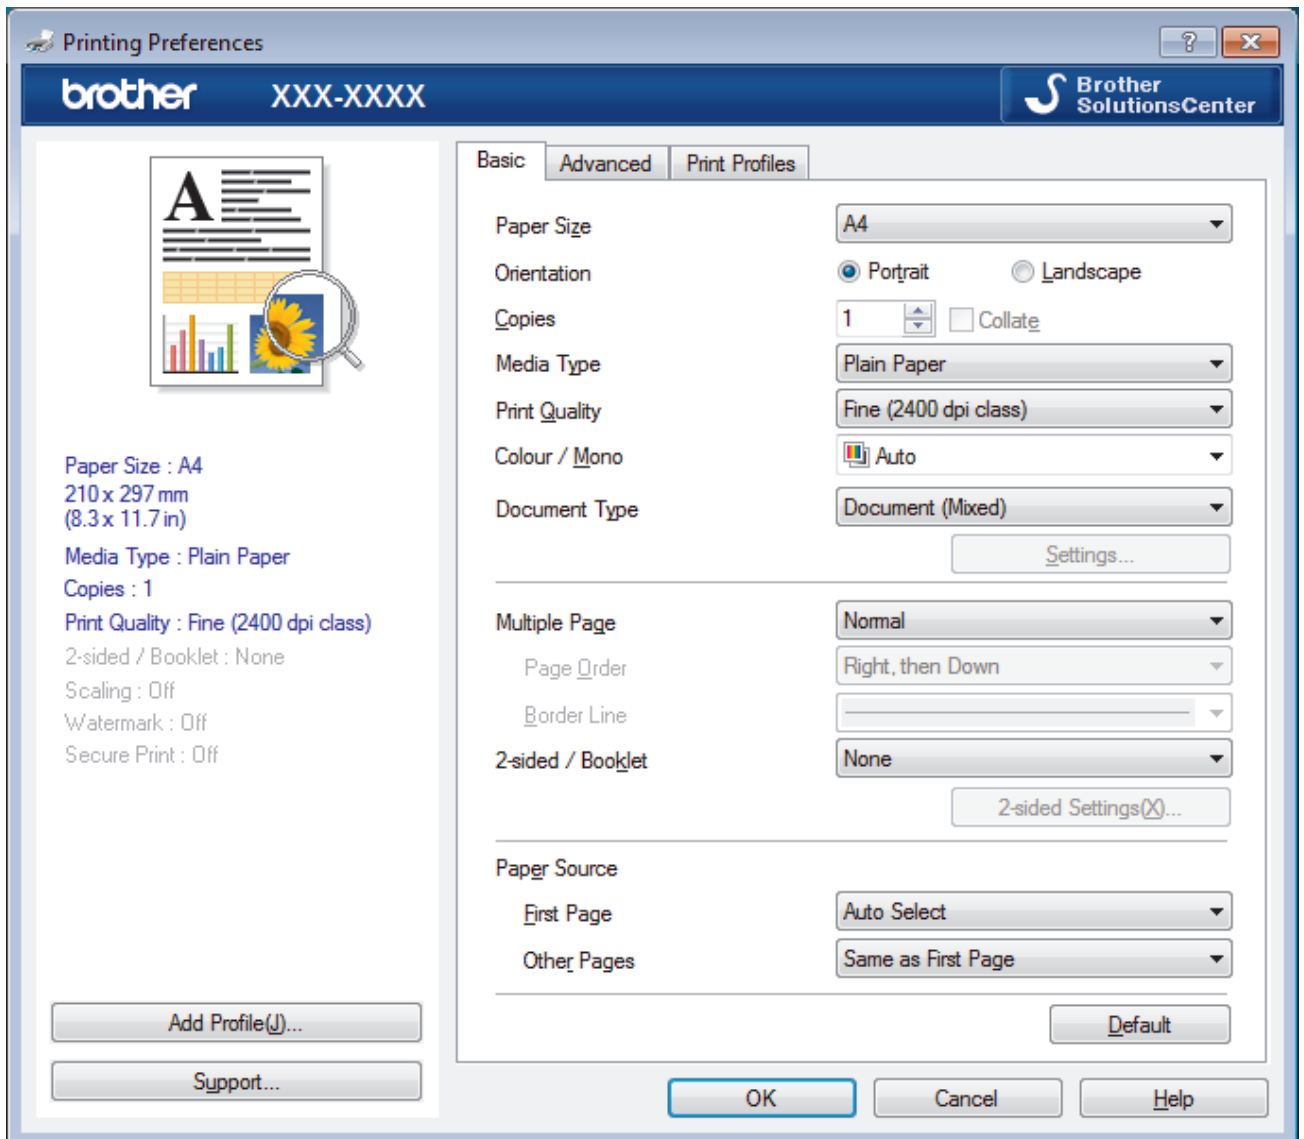 Printing Preferences
brother XXX-XXXX
Brother
SolutionsCenter
A
Paper Size : A4
210 x 297 mm
(8.3 x 11.7 in)
Media Type : Plain Paper
Copies : 1
Print Quality : Fine (2400 dpi class)
2-sided / Booklet : None
Scaling : Off
Watermark : Off
Secure Print : Off
Add Profile(J)...
Support...
Basic Advanced Print Profiles
Paper Size A4
Orientation Portrait Landscape
Copies 1 Collate
Media Type Plain Paper
Print Quality Fine (2400 dpi class)
Colour / Mono Auto
Document Type Document (Mixed)
Settings...
Multiple Page Normal
Page Order Right, then Down
Border Line
2-sided / Booklet None
2-sided Settings(X)...
Paper Source
First Page Auto Select
Other Pages Same as First Page
Default
OK Cancel Help